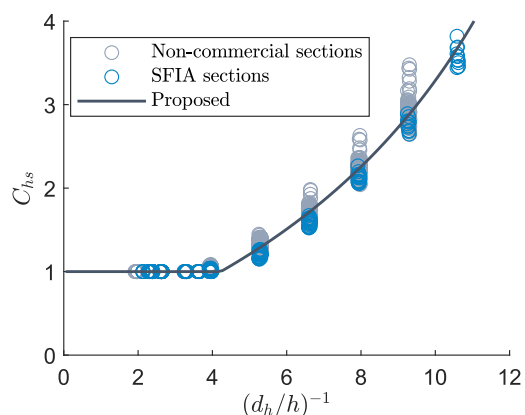 4
3
2
1
0
C_hs
Non-commercial sections
SFIA sections
Proposed
0 2 4 6 8 10 12
(d_h/h)^{-1}